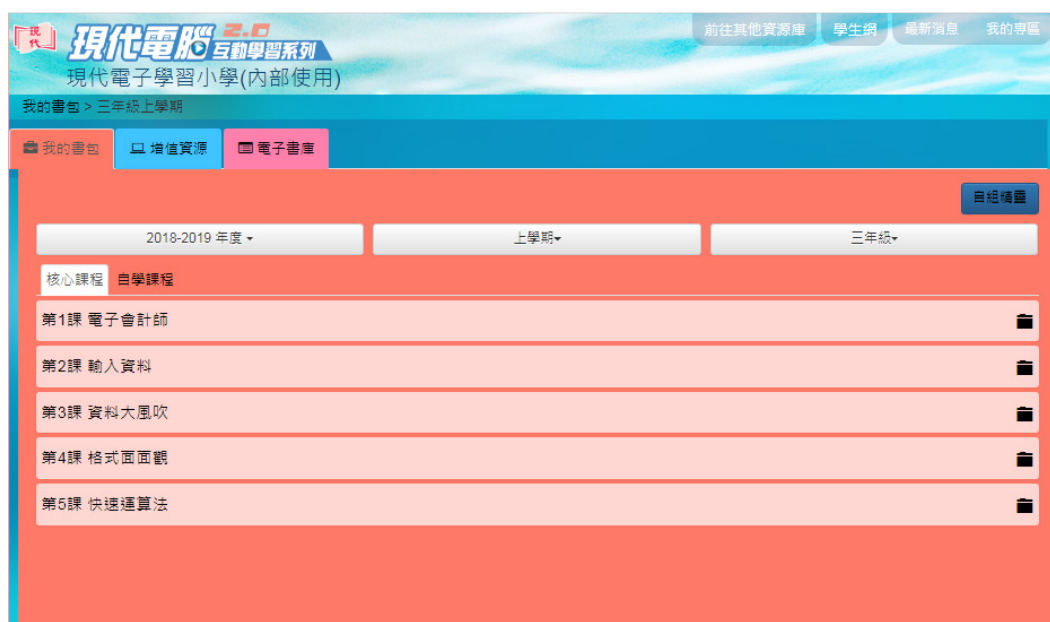 現代
現代電腦 2.0 互動學習系列
現代電子學習小學(內部使用)
前往其他資源庫 學生網 最新消息 我的專區
我的書包 > 三年級上學期
我的書包 增值資源 電子書庫
2018-2019 年度 上學期 三年級
核心課程 自學課程
第1課 電子會計師
第2課 輸入資料
第3課 資料大風吹
第4課 格式面面觀
第5課 快速運算法